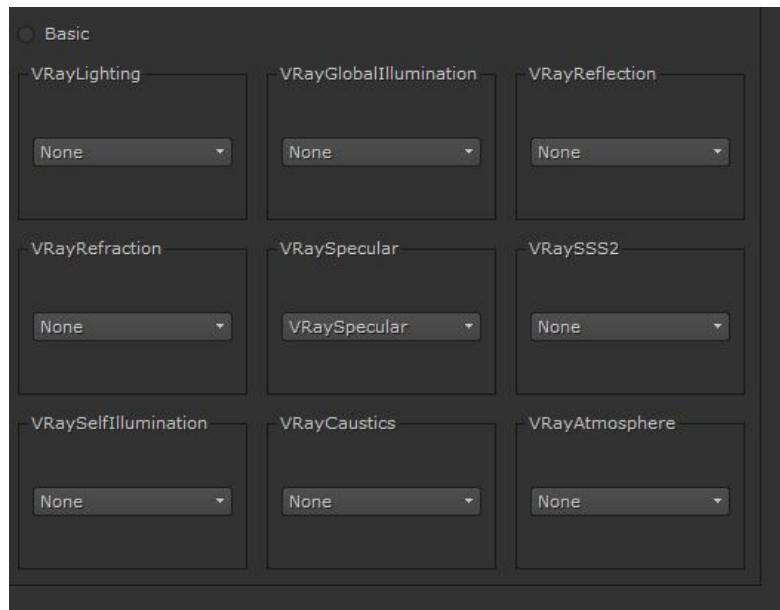 Basic
VRayLighting
VRayGlobalIllumination
VRayReflection
None
None
None
VRayRefraction
VRaySpecular
VRaySSS2
None
VRaySpecular
None
VRaySelfIllumination
VRayCaustics
VRayAtmosphere
None
None
None